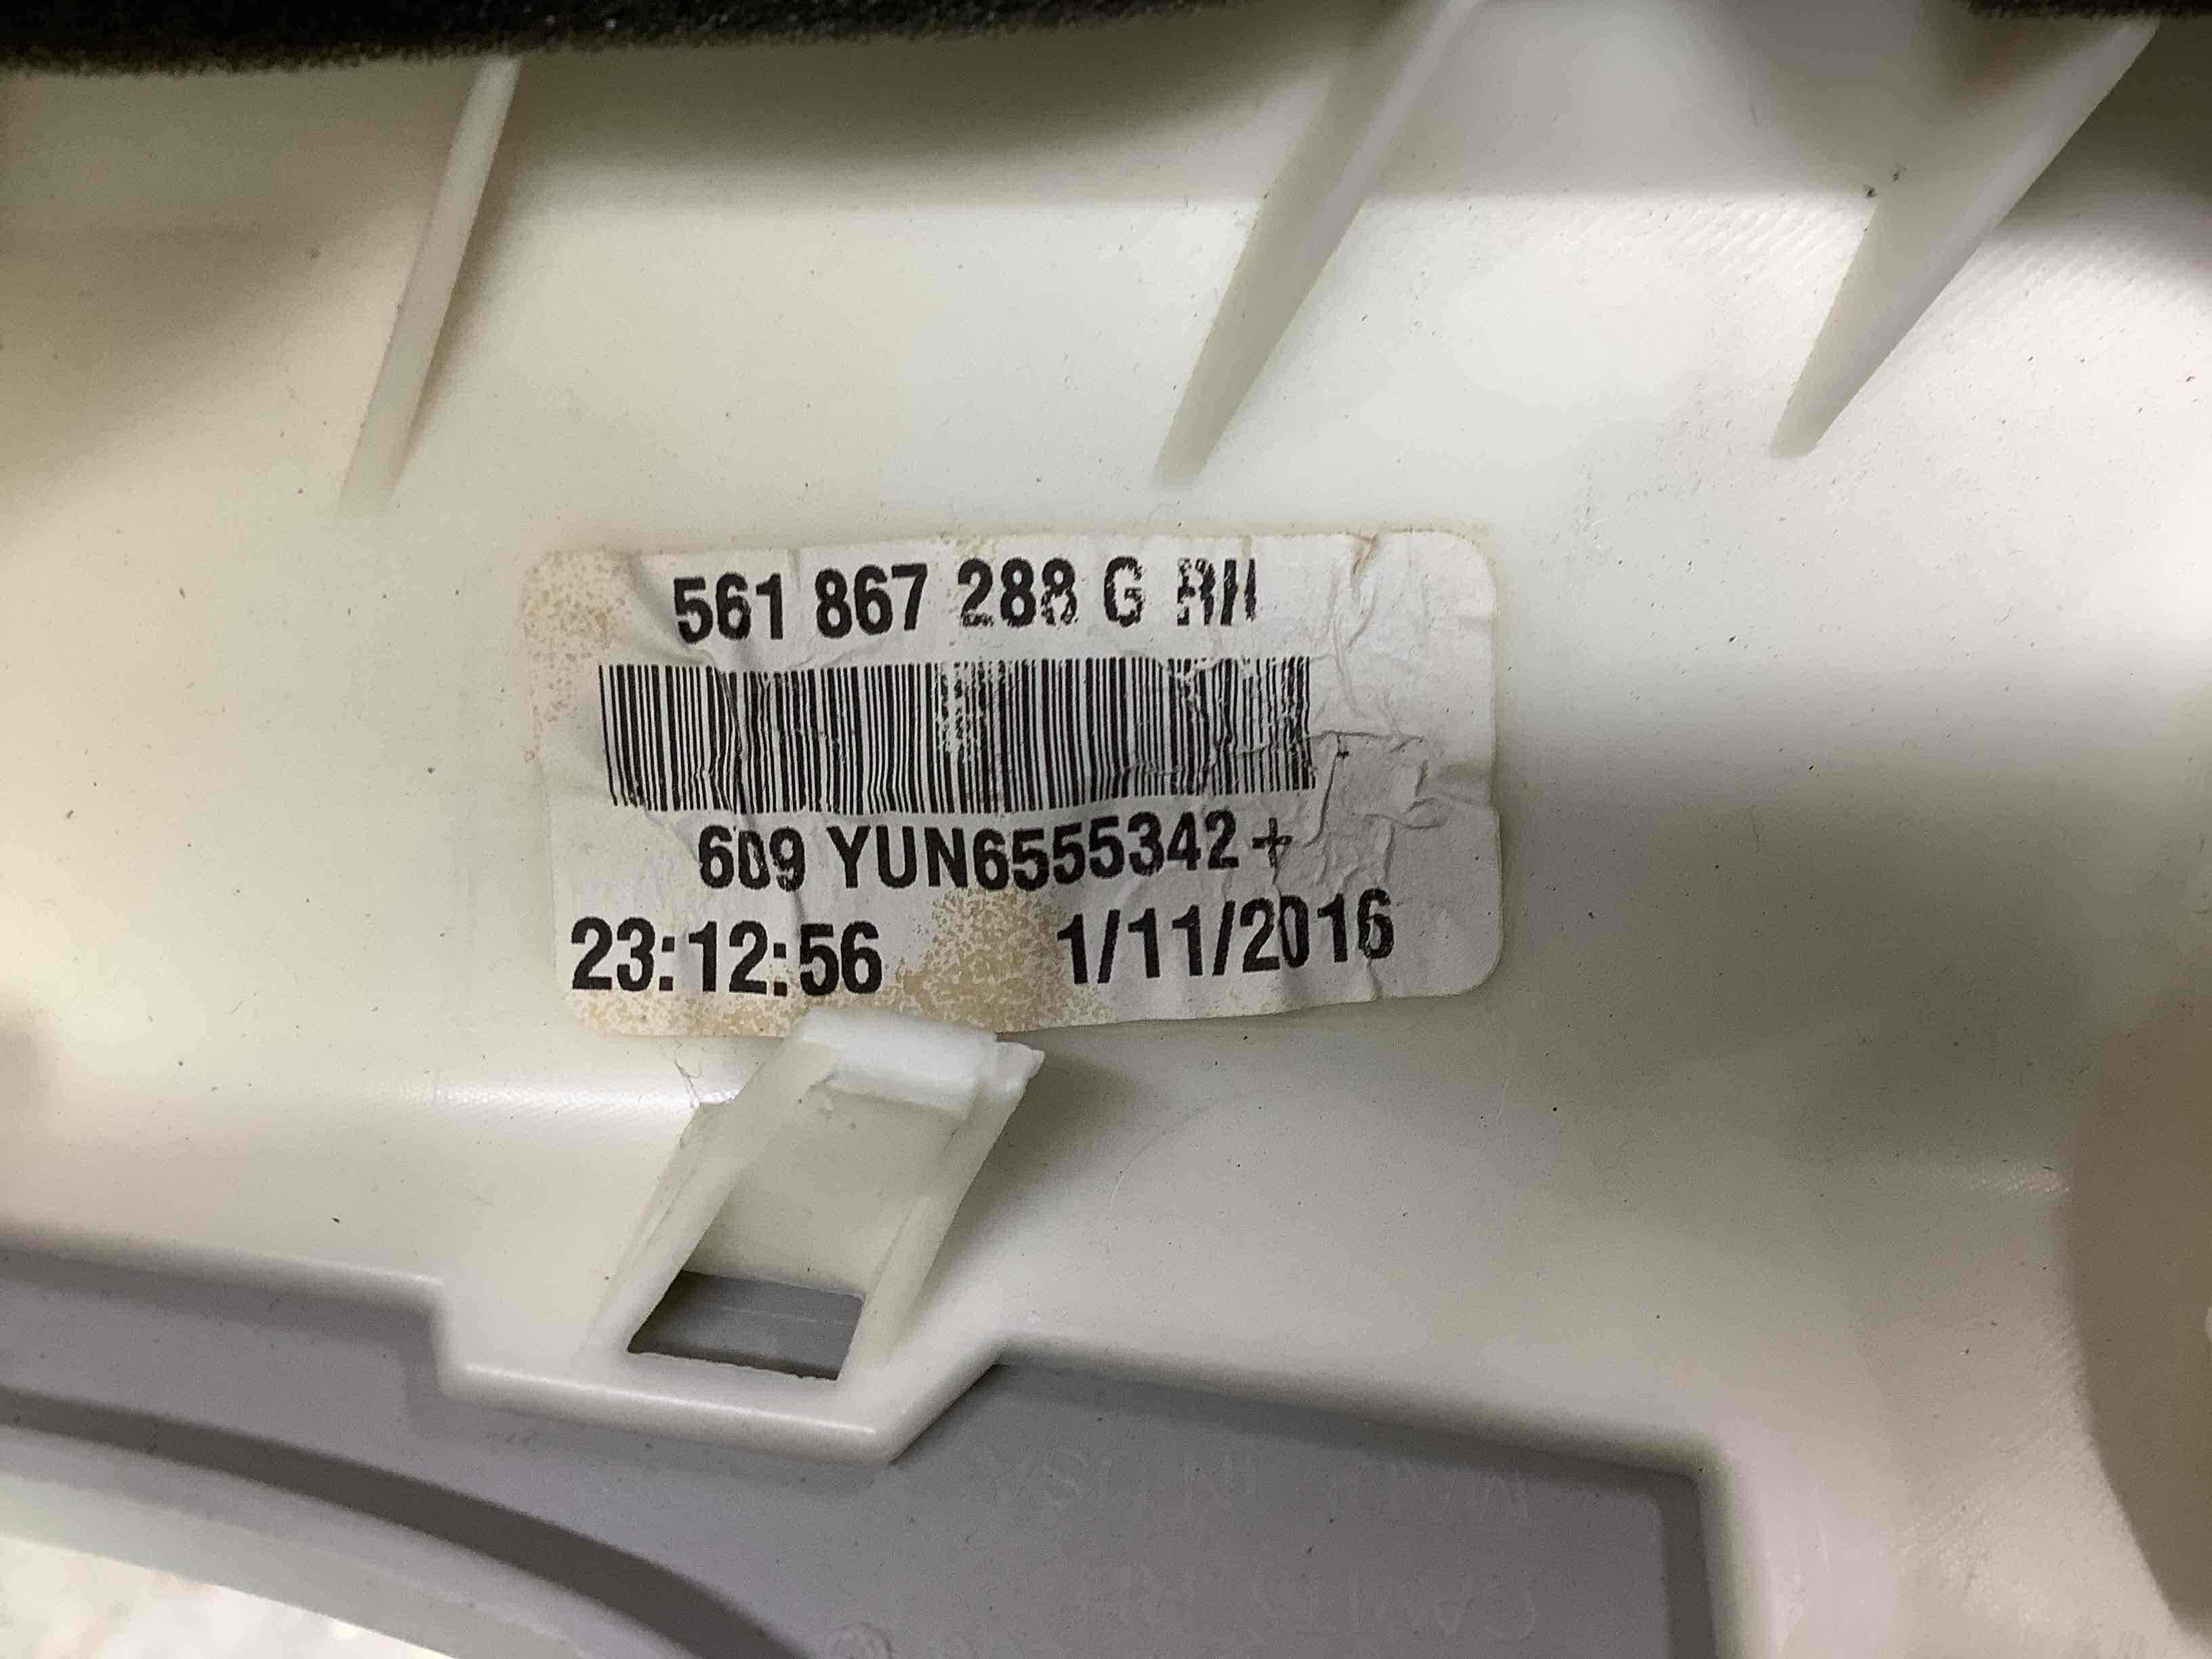 561 867 288 G RH
609 YUN6555342+
23:12:56 1/11/2016